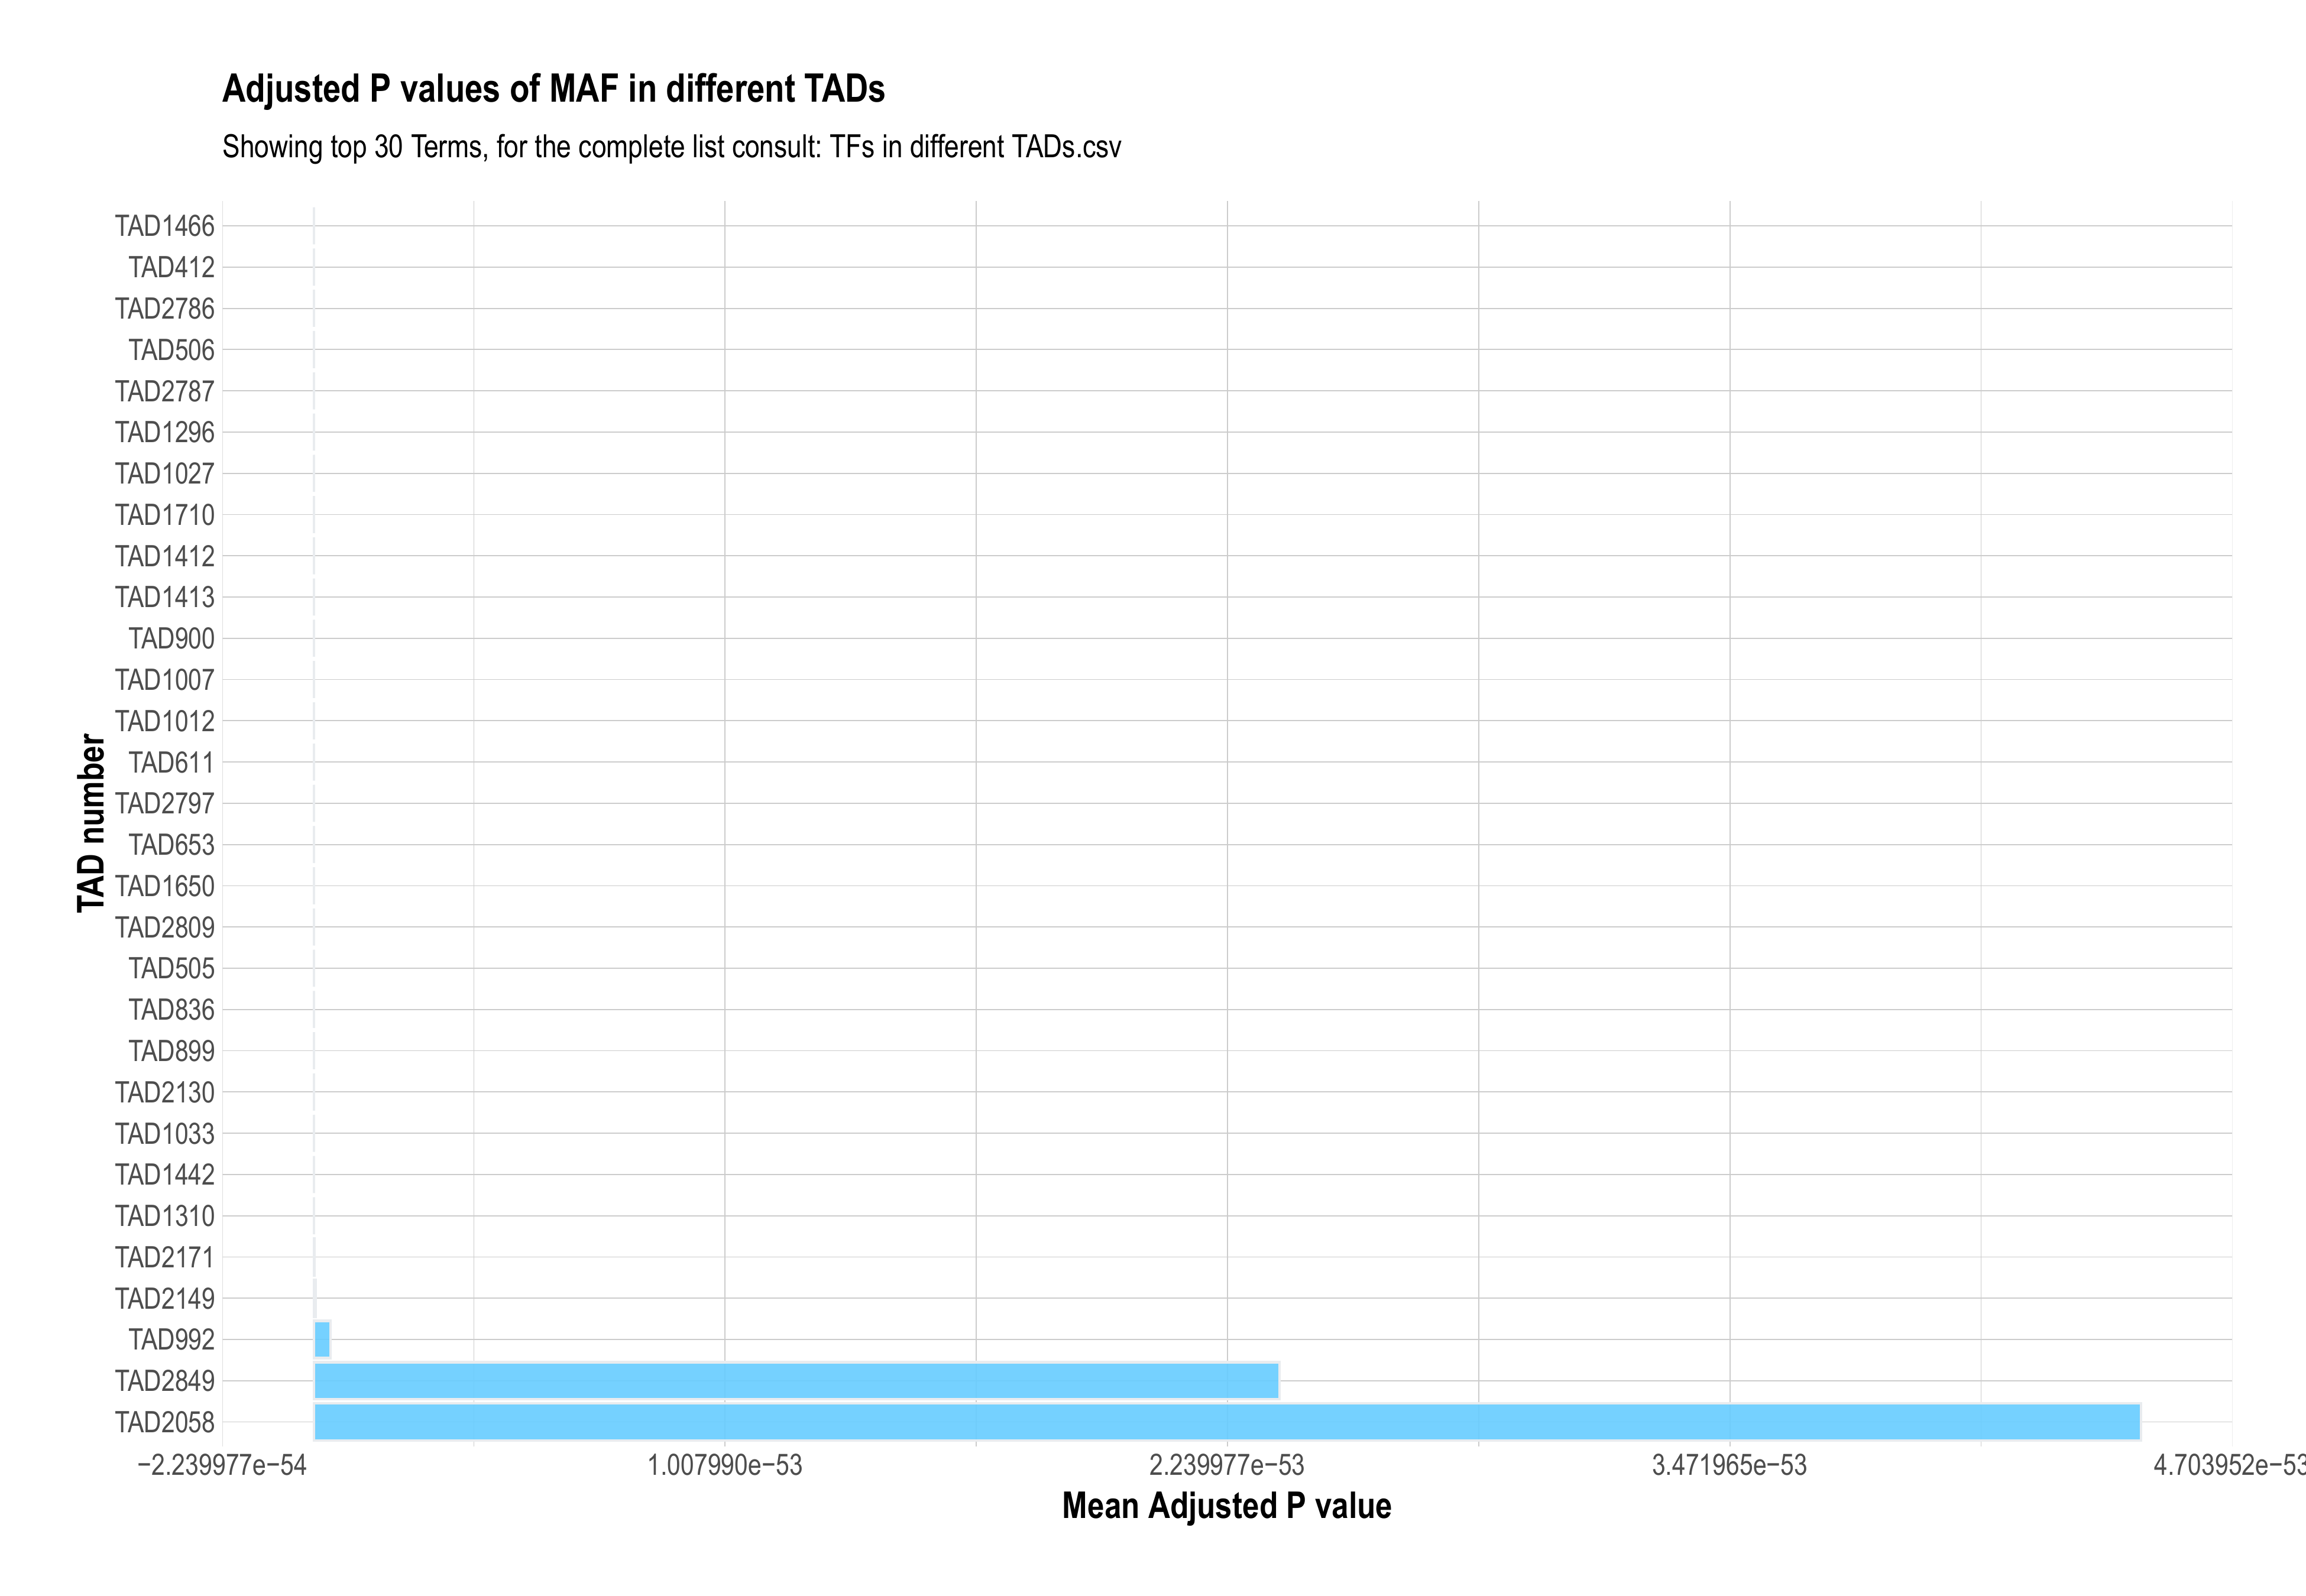 Adjusted P values of MAF in different TADs
Showing top 30 Terms, for the complete list consult: TFs in different TADs.csv
TAD number
TAD1466
TAD412
TAD2786
TAD506
TAD2787
TAD1296
TAD1027
TAD1710
TAD1412
TAD1413
TAD900
TAD1007
TAD1012
TAD611
TAD2797
TAD653
TAD1650
TAD2809
TAD505
TAD836
TAD899
TAD2130
TAD1033
TAD1442
TAD1310
TAD2171
TAD2149
TAD992
TAD2849
TAD2058
−2.239977e−54 1.007990e−53 2.239977e−53 3.471965e−53 4.703952e−53
Mean Adjusted P value